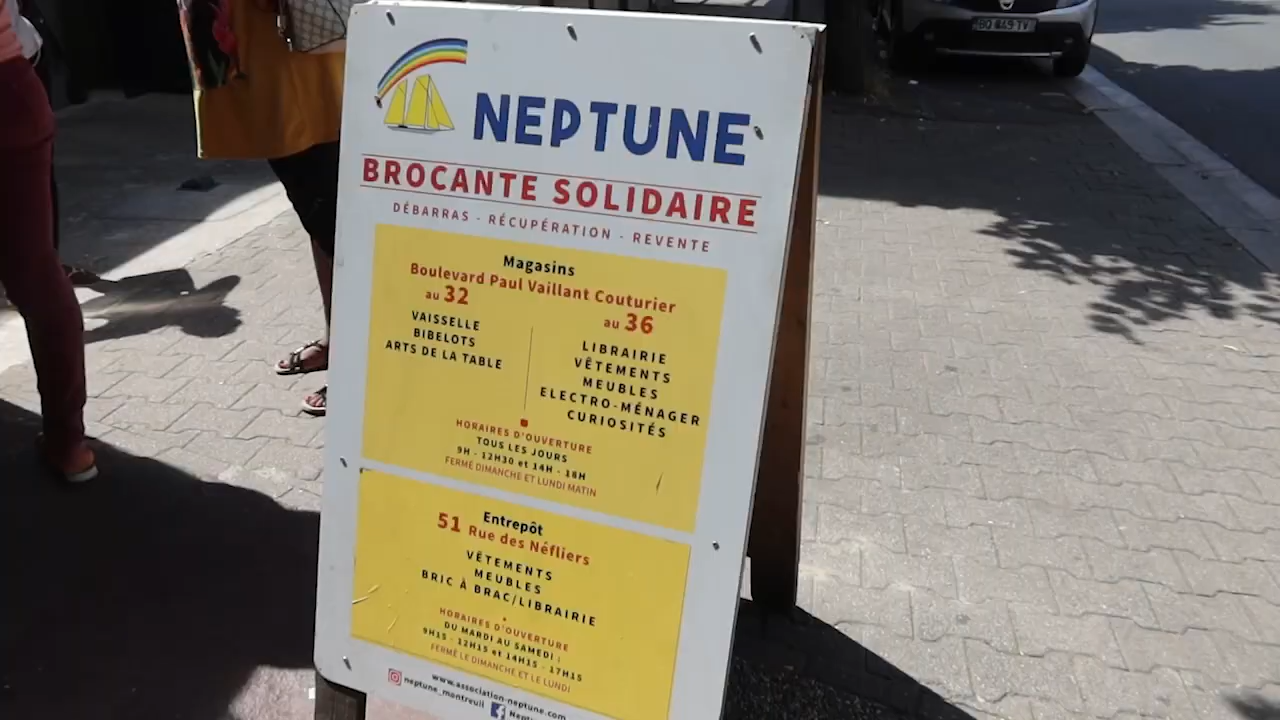 NEPTUNE
BROCANTE SOLIDAIRE
DÉBARRAS - RÉCUPÉRATION - REVENTE
Magasins
Boulevard Paul Vaillant Couturier
au 32
VAISSELLE
BIBELOTS
ARTS DE LA TABLE
au 36
LIBRAIRIE
VÊTEMENTS
MEUBLES
ELECTRO-MÉNAGER
CURIOSITÉS
HORAIRES D'OUVERTURE
TOUS LES JOURS
9H - 12H30 et 14H - 18H
FERMÉ DIMANCHE ET LUNDI MATIN
Entrepôt
51 Rue des Néfliers
VÊTEMENTS
MEUBLES
BRIC À BRAC/LIBRAIRIE
HORAIRES D'OUVERTURE
DU MARDI AU SAMEDI :
9H15 - 12H15 et 14H15 - 17H15
FERMÉ LE DIMANCHE ET LE LUNDI
www.association-neptune.com
neptune_montreuil